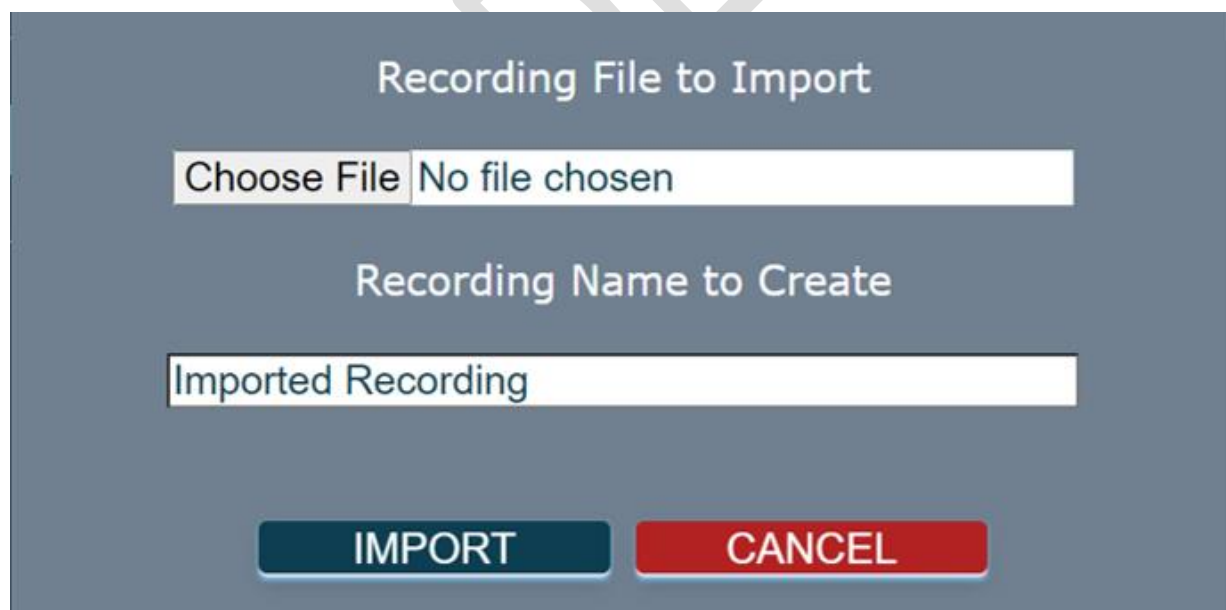 Recording File to Import
Choose File No file chosen
Recording Name to Create
Imported Recording
IMPORT CANCEL